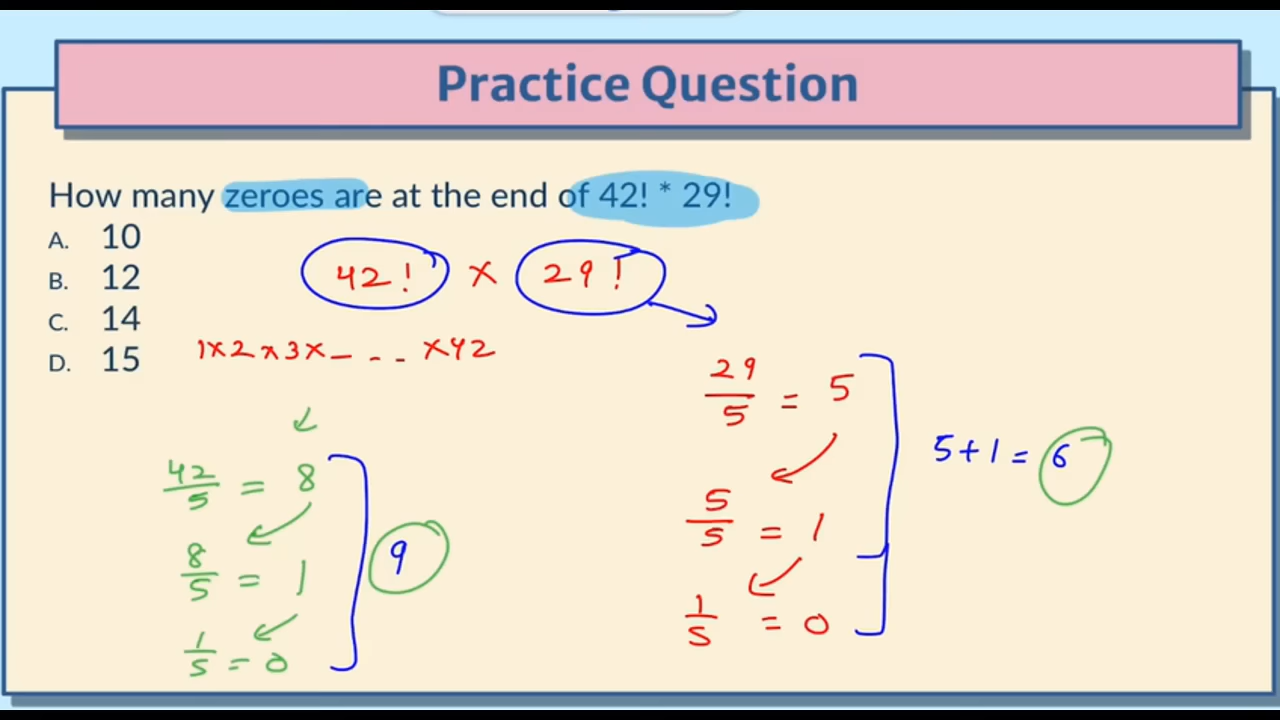 Practice Question
How many zeroes are at the end of 42! * 29!
A. 10
B. 12
C. 14
D. 15
42! × 29!
1×2×3×_ _ _ ×42
42/5 = 8
8/5 = 1
1/5 = 0
9
29/5 = 5
5/5 = 1
1/5 = 0
5+1 = 6